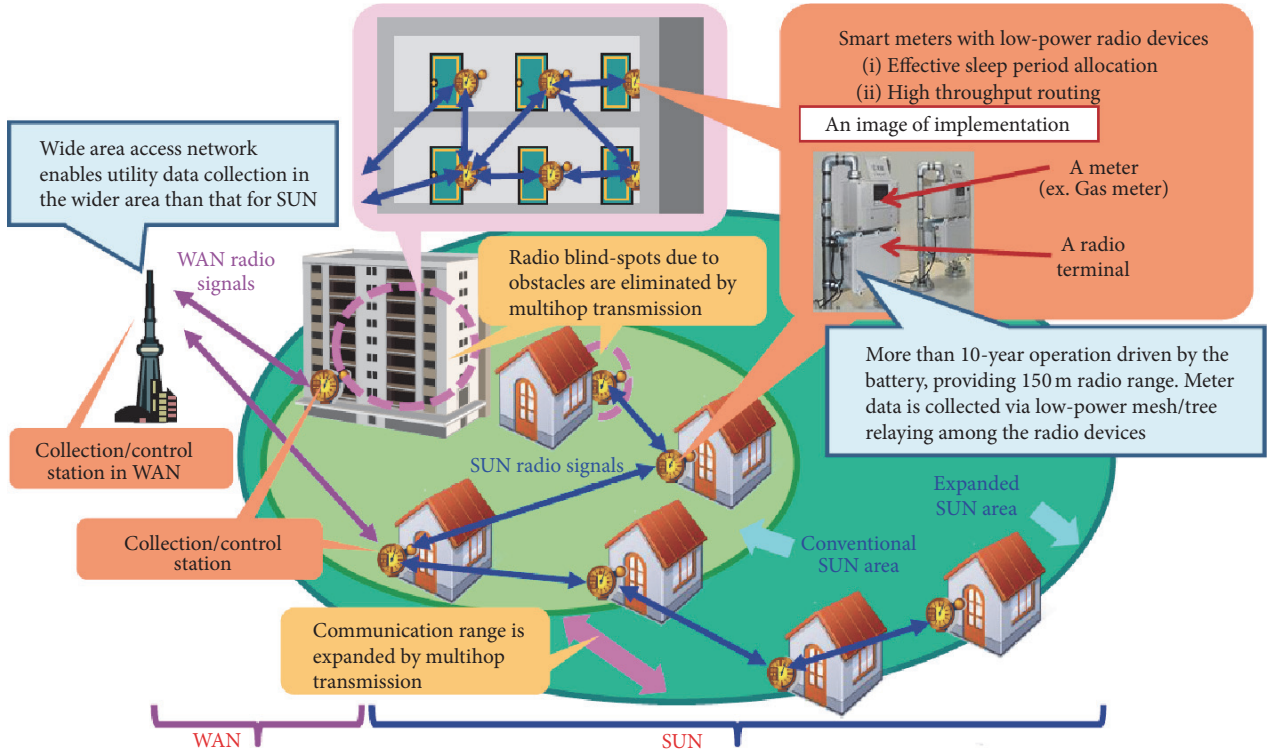 Smart meters with low-power radio devices
(i) Effective sleep period allocation
(ii) High throughput routing
An image of implementation
A meter
(ex. Gas meter)
A radio
terminal
Wide area access network
enables utility data collection in
the wider area than that for SUN
WAN radio
signals
Radio blind-spots due to
obstacles are eliminated by
multihop transmission
More than 10-year operation driven by the
battery, providing 150 m radio range. Meter
data is collected via low-power mesh/tree
relaying among the radio devices
Collection/control
station in WAN
SUN radio signals
Expanded
SUN area
Collection/control
station
Conventional
SUN area
Communication range is
expanded by multihop
transmission
WAN
SUN